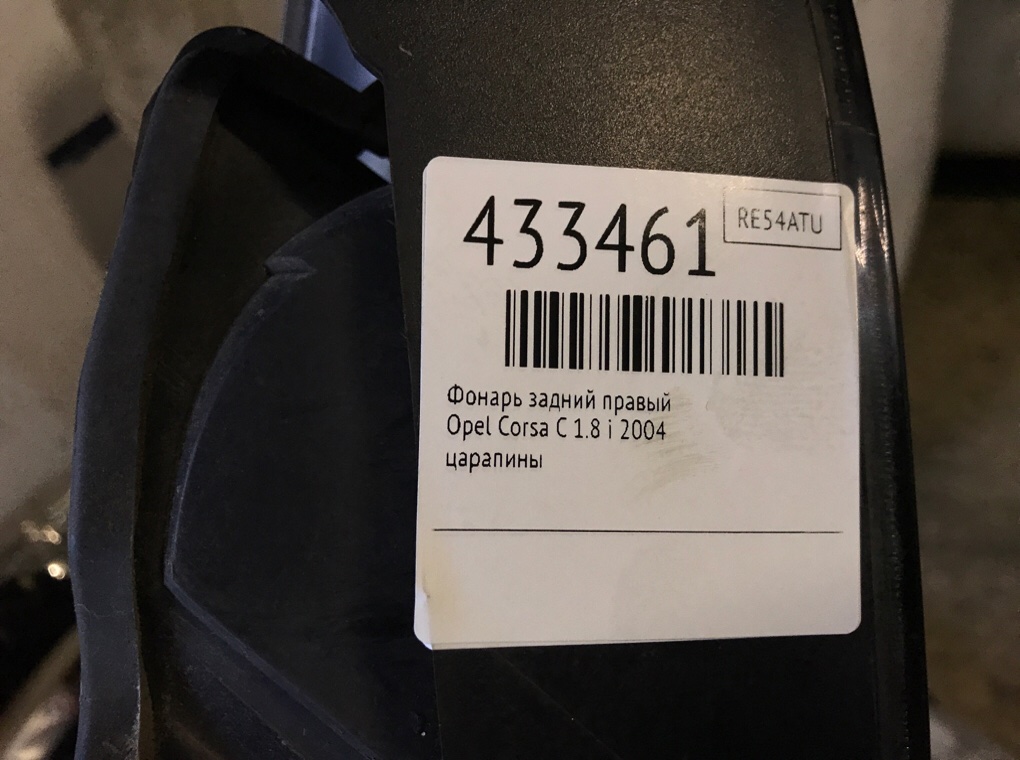 433461
RE54ATU
Фонарь задний правый
Opel Corsa C 1.8 i 2004
царапины